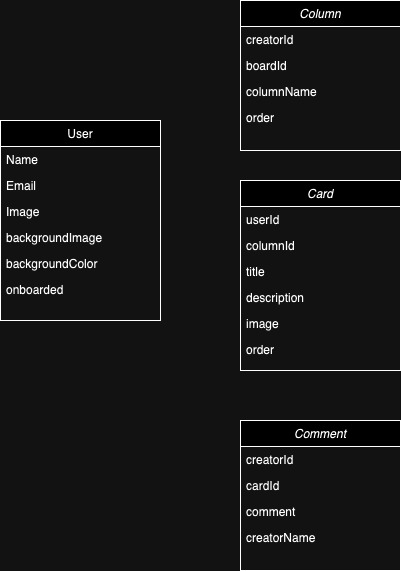 User
Name
Email
Image
backgroundImage
backgroundColor
onboarded
Column
creatorId
boardId
columnName
order
Card
userId
columnId
title
description
image
order
Comment
creatorId
cardId
comment
creatorName